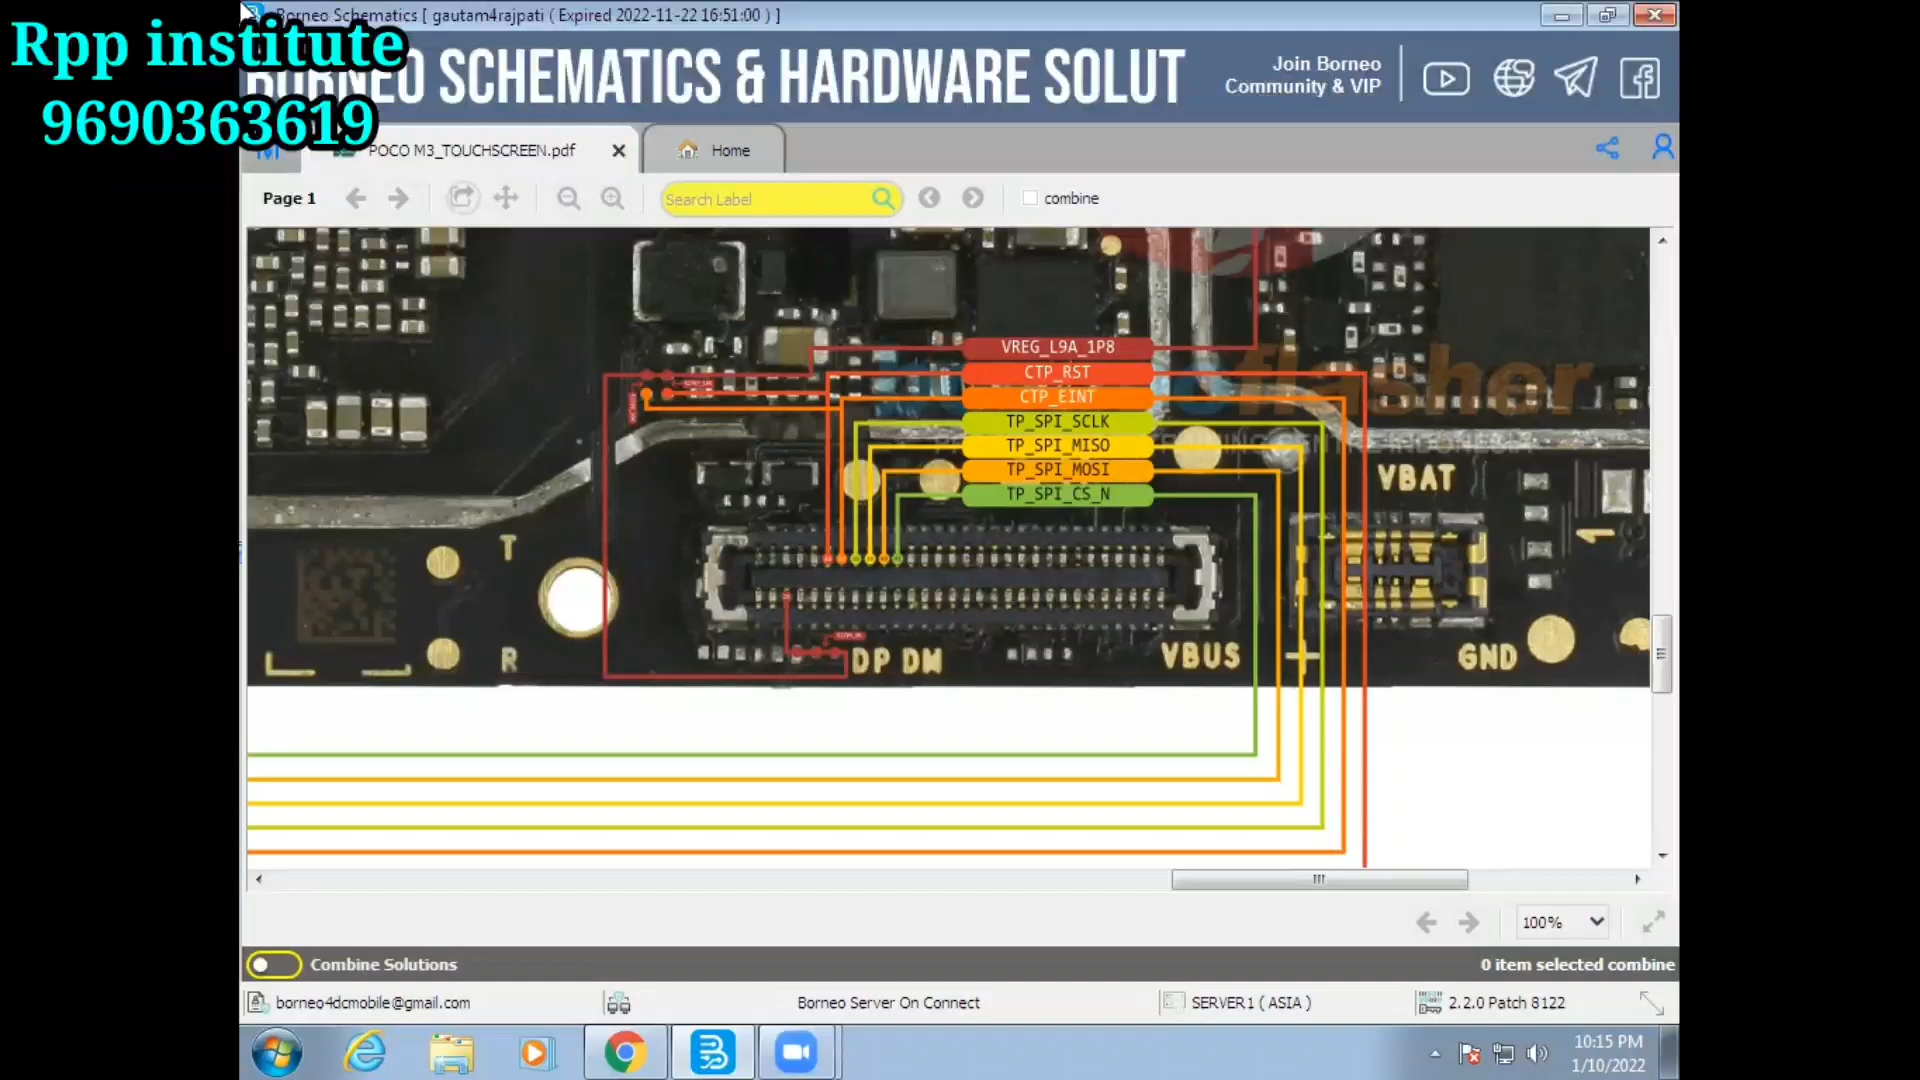 Rpp institute
9690363619
Borneo Schematics [ gautam4rajpati ( Expired 2022-11-22 16:51:00 ) ]
BORNEO SCHEMATICS & HARDWARE SOLUT
Join Borneo
Community & VIP
POCO M3_TOUCHSCREEN.pdf
Home
Page 1
Search Label
combine
VREG_L9A_1P8
CTP_RST
CTP_EINT
TP_SPI_SCLK
TP_SPI_MISO
TP_SPI_MOSI
TP_SPI_CS_N
flasher
VBAT
1
T
R
DP DM
VBUS
+
GND
100%
Combine Solutions
0 item selected combine
borneo4dcmobile@gmail.com
Borneo Server On Connect
SERVER1 ( ASIA )
2.2.0 Patch 8122
10:15 PM
1/10/2022